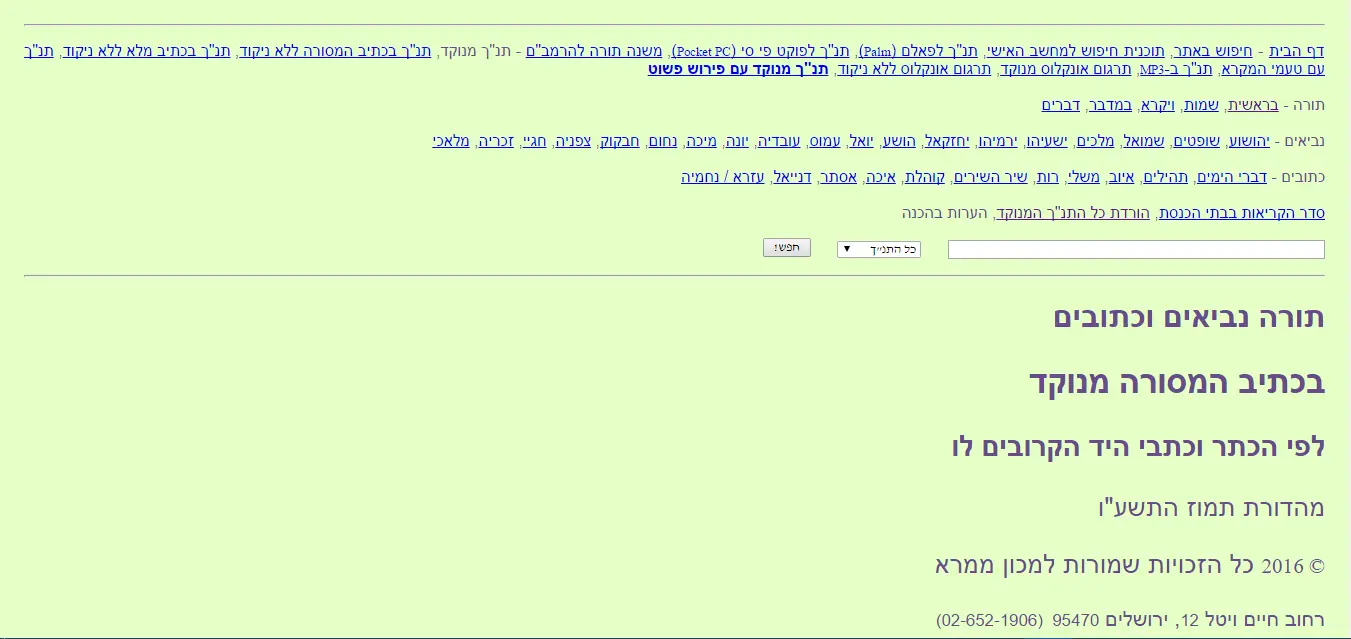 דף הבית - חיפוש באתר, תוכנית חיפוש למחשב האישי, תנ"ך לפאלם (Palm), תנ"ך לפוקט פי סי (Pocket PC), משנה תורה להרמב"ם - תנ"ך מנוקד, תנ"ך בכתיב המסורה ללא ניקוד, תנ"ך בכתיב מלא ללא ניקוד, תנ"ך
עם טעמי המקרא, תנ"ך ב-MP3, תרגום אונקלוס מנוקד, תרגום אונקלוס ללא ניקוד, תנ"ך מנוקד עם פירוש פשוט
תורה - בראשית, שמות, ויקרא, במדבר, דברים
נביאים - יהושוע, שופטים, שמואל, מלכים, ישעיהו, ירמיהו, יחזקאל, הושע, יואל, עמוס, עובדיה, יונה, מיכה, נחום, חבקוק, צפניה, חגיי, זכריה, מלאכי
כתובים - דברי הימים, תהילים, איוב, משלי, רות, שיר השירים, קוהלת, איכה, אסתר, דנייאל, עזרא / נחמיה
סדר הקריאות בבתי הכנסת, הורדת כל התנ"ך המנוקד, הערות בהכנה
כל התנ"ך ▼ חפש!
תורה נביאים וכתובים
בכתיב המסורה מנוקד
לפי הכתר וכתבי היד הקרובים לו
מהדורת תמוז התשע"ו
© 2016 כל הזכויות שמורות למכון ממרא
רחוב חיים ויטל 12, ירושלים 95470 (02-652-1906)